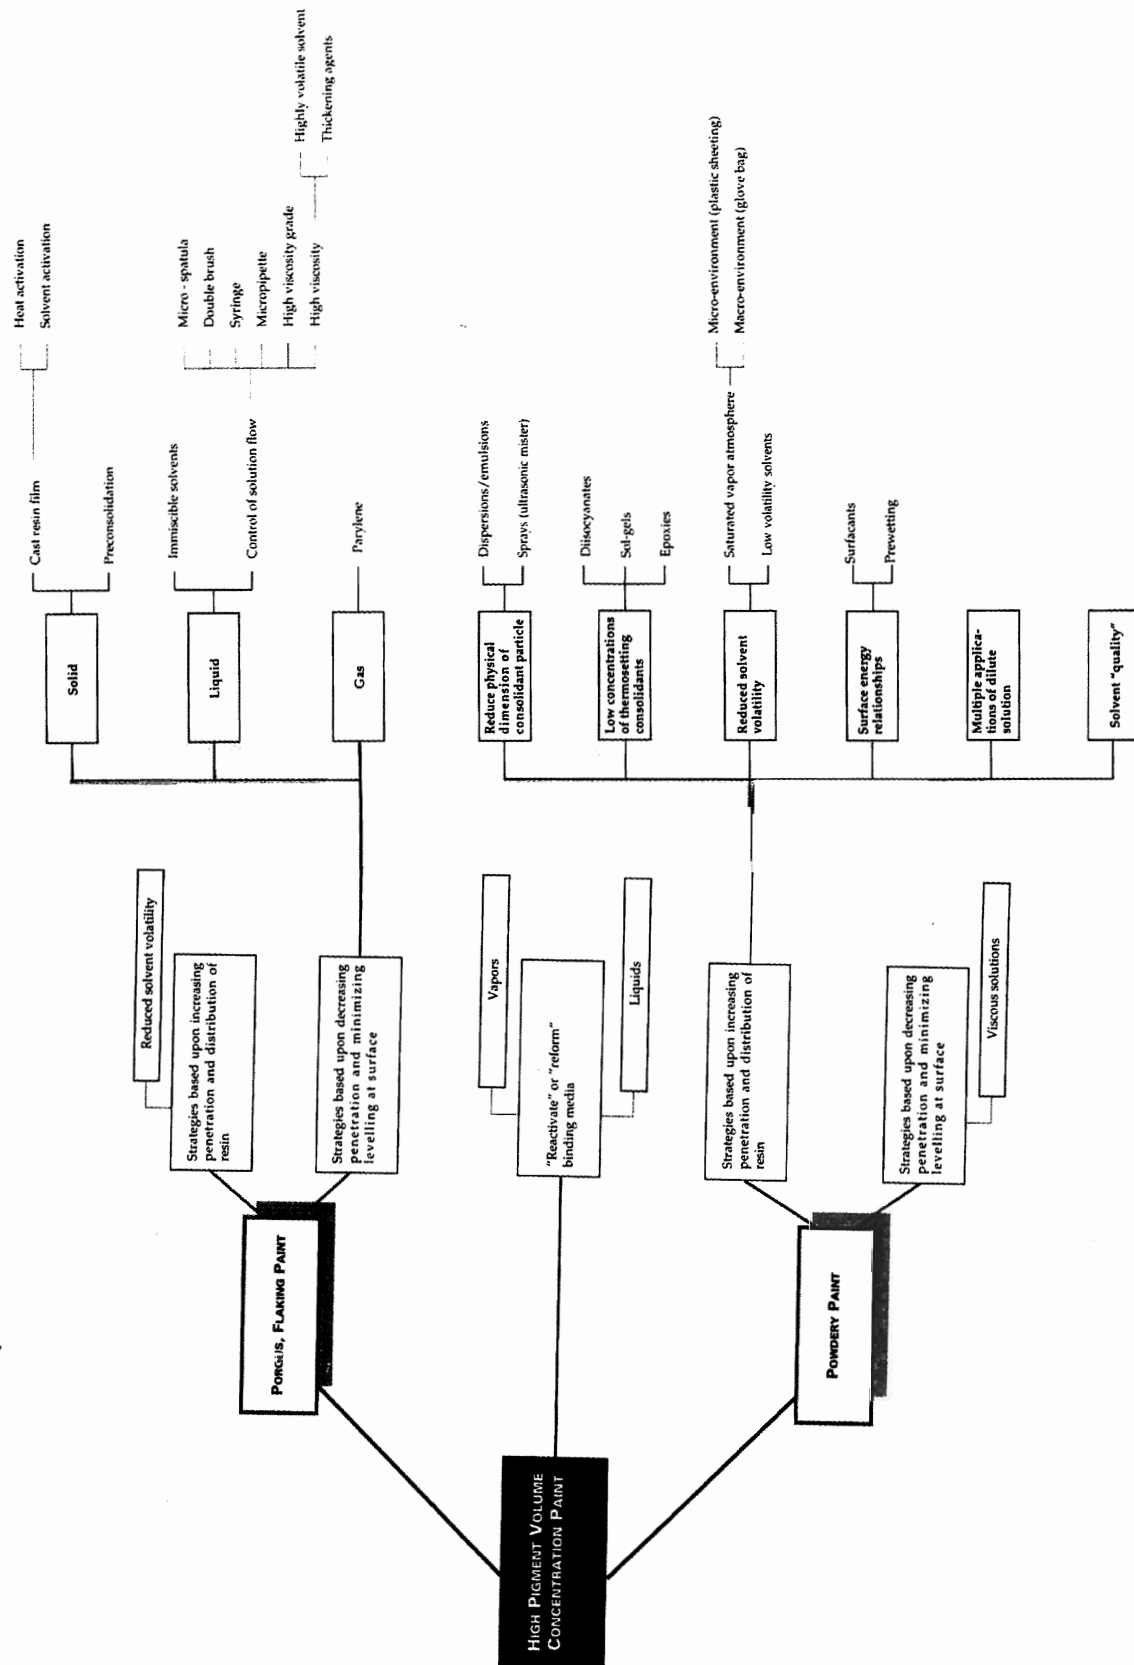 HIGH PIGMENT VOLUME
CONCENTRATION PAINT
POROUS, FLAKING PAINT
Reduced solvent volatility
Strategies based upon increasing
penetration and distribution of
resin
Strategies based upon decreasing
penetration and minimizing
levelling at surface
Solid
Cast resin film
Heat activation
Solvent activation
Preconsolidation
Liquid
Immiscible solvents
Control of solution flow
Micro - spatula
Double brush
Syringe
Micropipette
High viscosity grade
High viscosity
Highly volatile solvent
Thickening agents
Gas
Parylene
Vapors
"Reactivate" or "reform"
binding media
Liquids
POWDERY PAINT
Strategies based upon increasing
penetration and distribution of
resin
Reduce physical
dimension of
consolidant particle
Dispersions/emulsions
Sprays (ultrasonic mister)
Low concentrations
of thermosetting
consolidants
Diisocyanates
Sol-gels
Epoxies
Reduced solvent
volatility
Saturated vapor atmosphere
Micro-environment (plastic sheeting)
Macro-environment (glove bag)
Low volatility solvents
Surface energy
relationships
Surfacants
Prewetting
Multiple applica-
tions of dilute
solution
Solvent "quality"
Strategies based upon decreasing
penetration and minimizing
levelling at surface
Viscous solutions